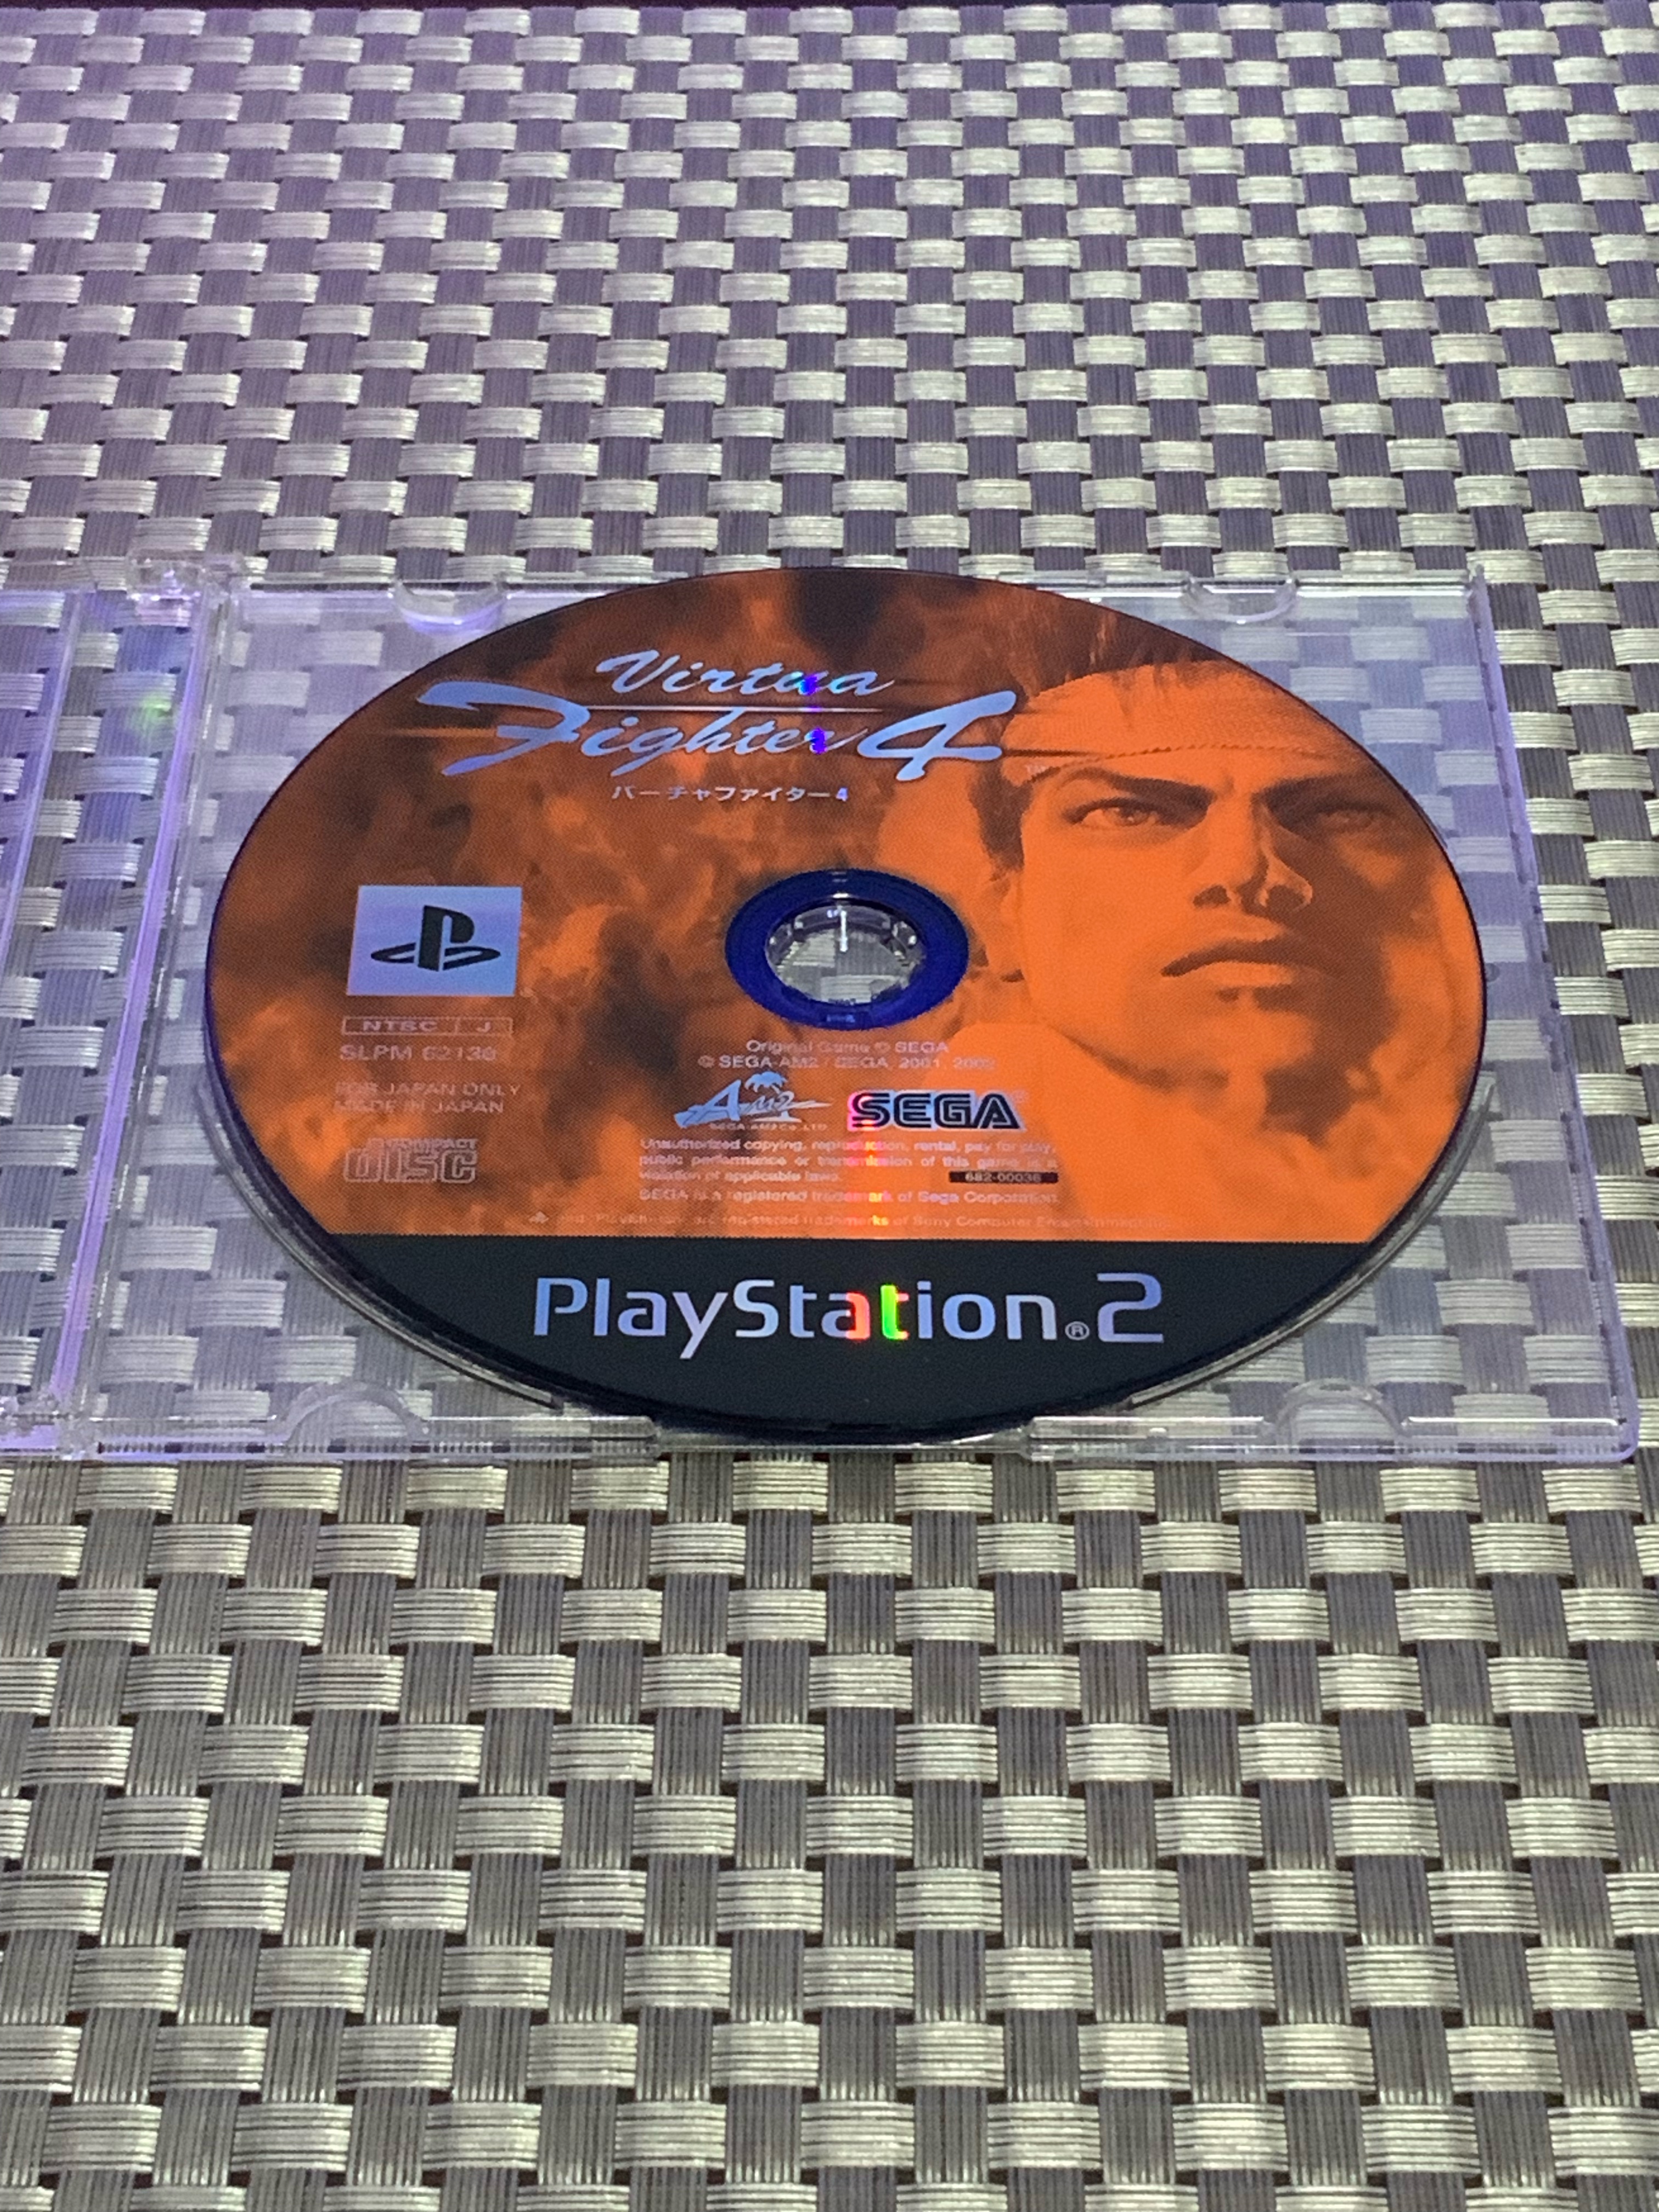 Virtua
Fighter 4
TM
バーチャファイター4
NTSC J
SLPM 62130
FOR JAPAN ONLY
MADE IN JAPAN
COMPACT
disc
Original Game © SEGA
© SEGA-AM2 / SEGA, 2001, 2002
AM2
SEGA-AM2 Co., LTD.
SEGA
Unauthorized copying, reproduction, rental, pay for play,
public performance or transmission of this game is a
violation of applicable laws.
682-00036
SEGA is a registered trademark of Sega Corporation.
and "PlayStation" are registered trademarks of Sony Computer Entertainment Inc.
PlayStation®2